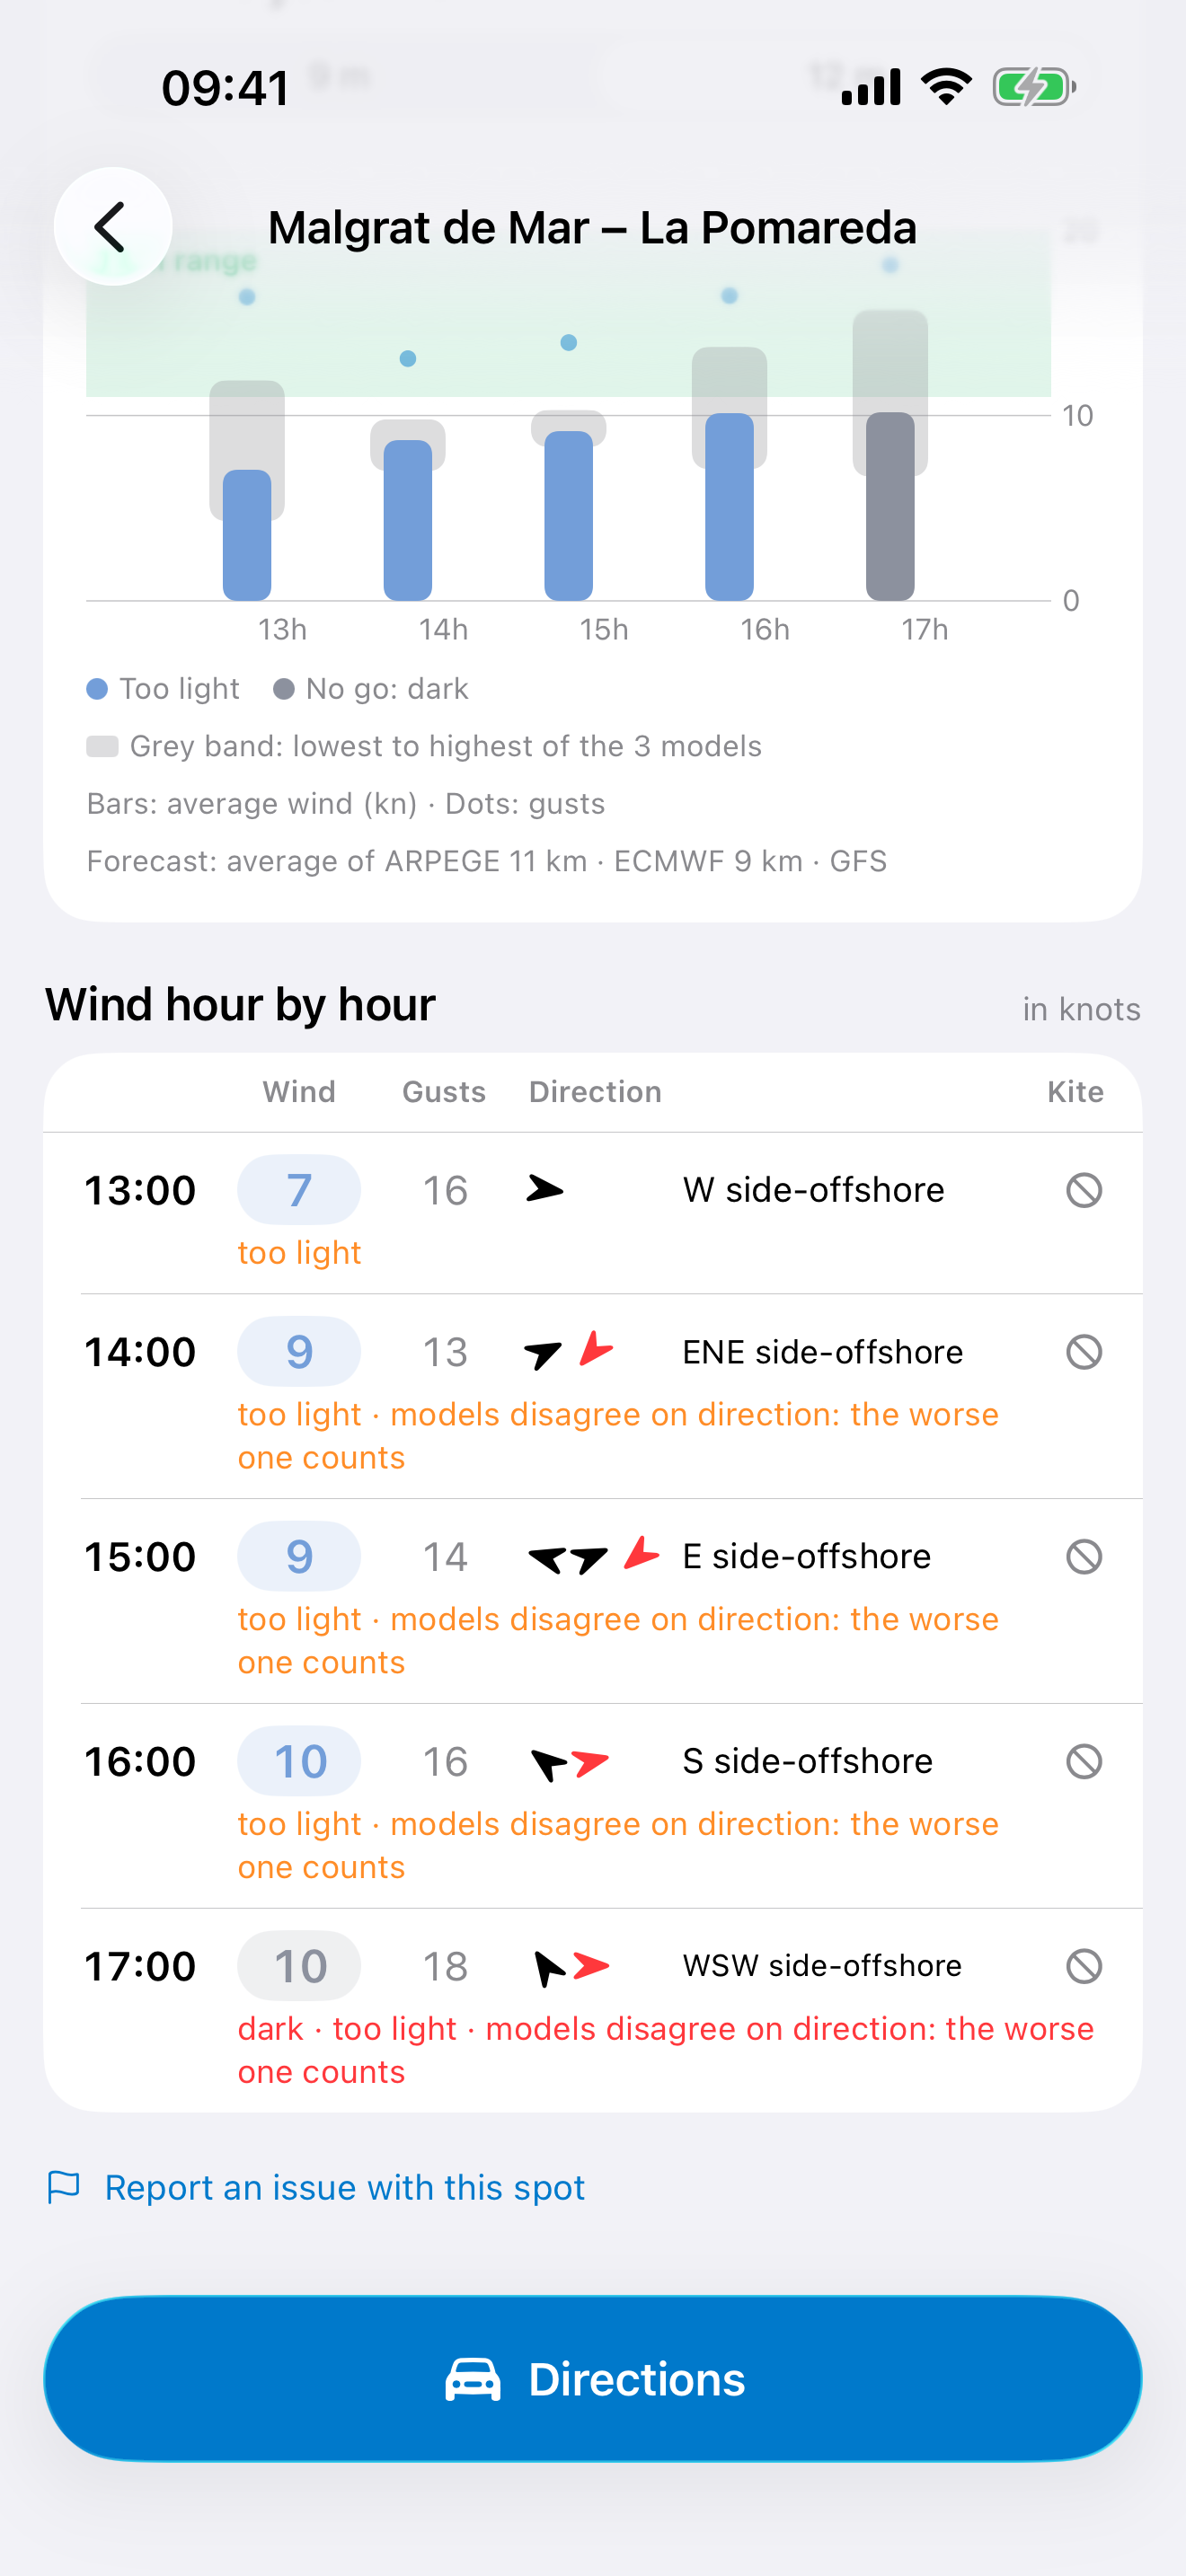 09:41
9 m
Malgrat de Mar – La Pomareda
20
range
10
0
13h 14h 15h 16h 17h
Too light No go: dark
Grey band: lowest to highest of the 3 models
Bars: average wind (kn) · Dots: gusts
Forecast: average of ARPEGE 11 km · ECMWF 9 km · GFS
Wind hour by hour in knots
Wind Gusts Direction Kite
13:00 7 16 W side-offshore
too light
14:00 9 13 ENE side-offshore
too light · models disagree on direction: the worse
one counts
15:00 9 14 E side-offshore
too light · models disagree on direction: the worse
one counts
16:00 10 16 S side-offshore
too light · models disagree on direction: the worse
one counts
17:00 10 18 WSW side-offshore
dark · too light · models disagree on direction: the worse
one counts
Report an issue with this spot
Directions